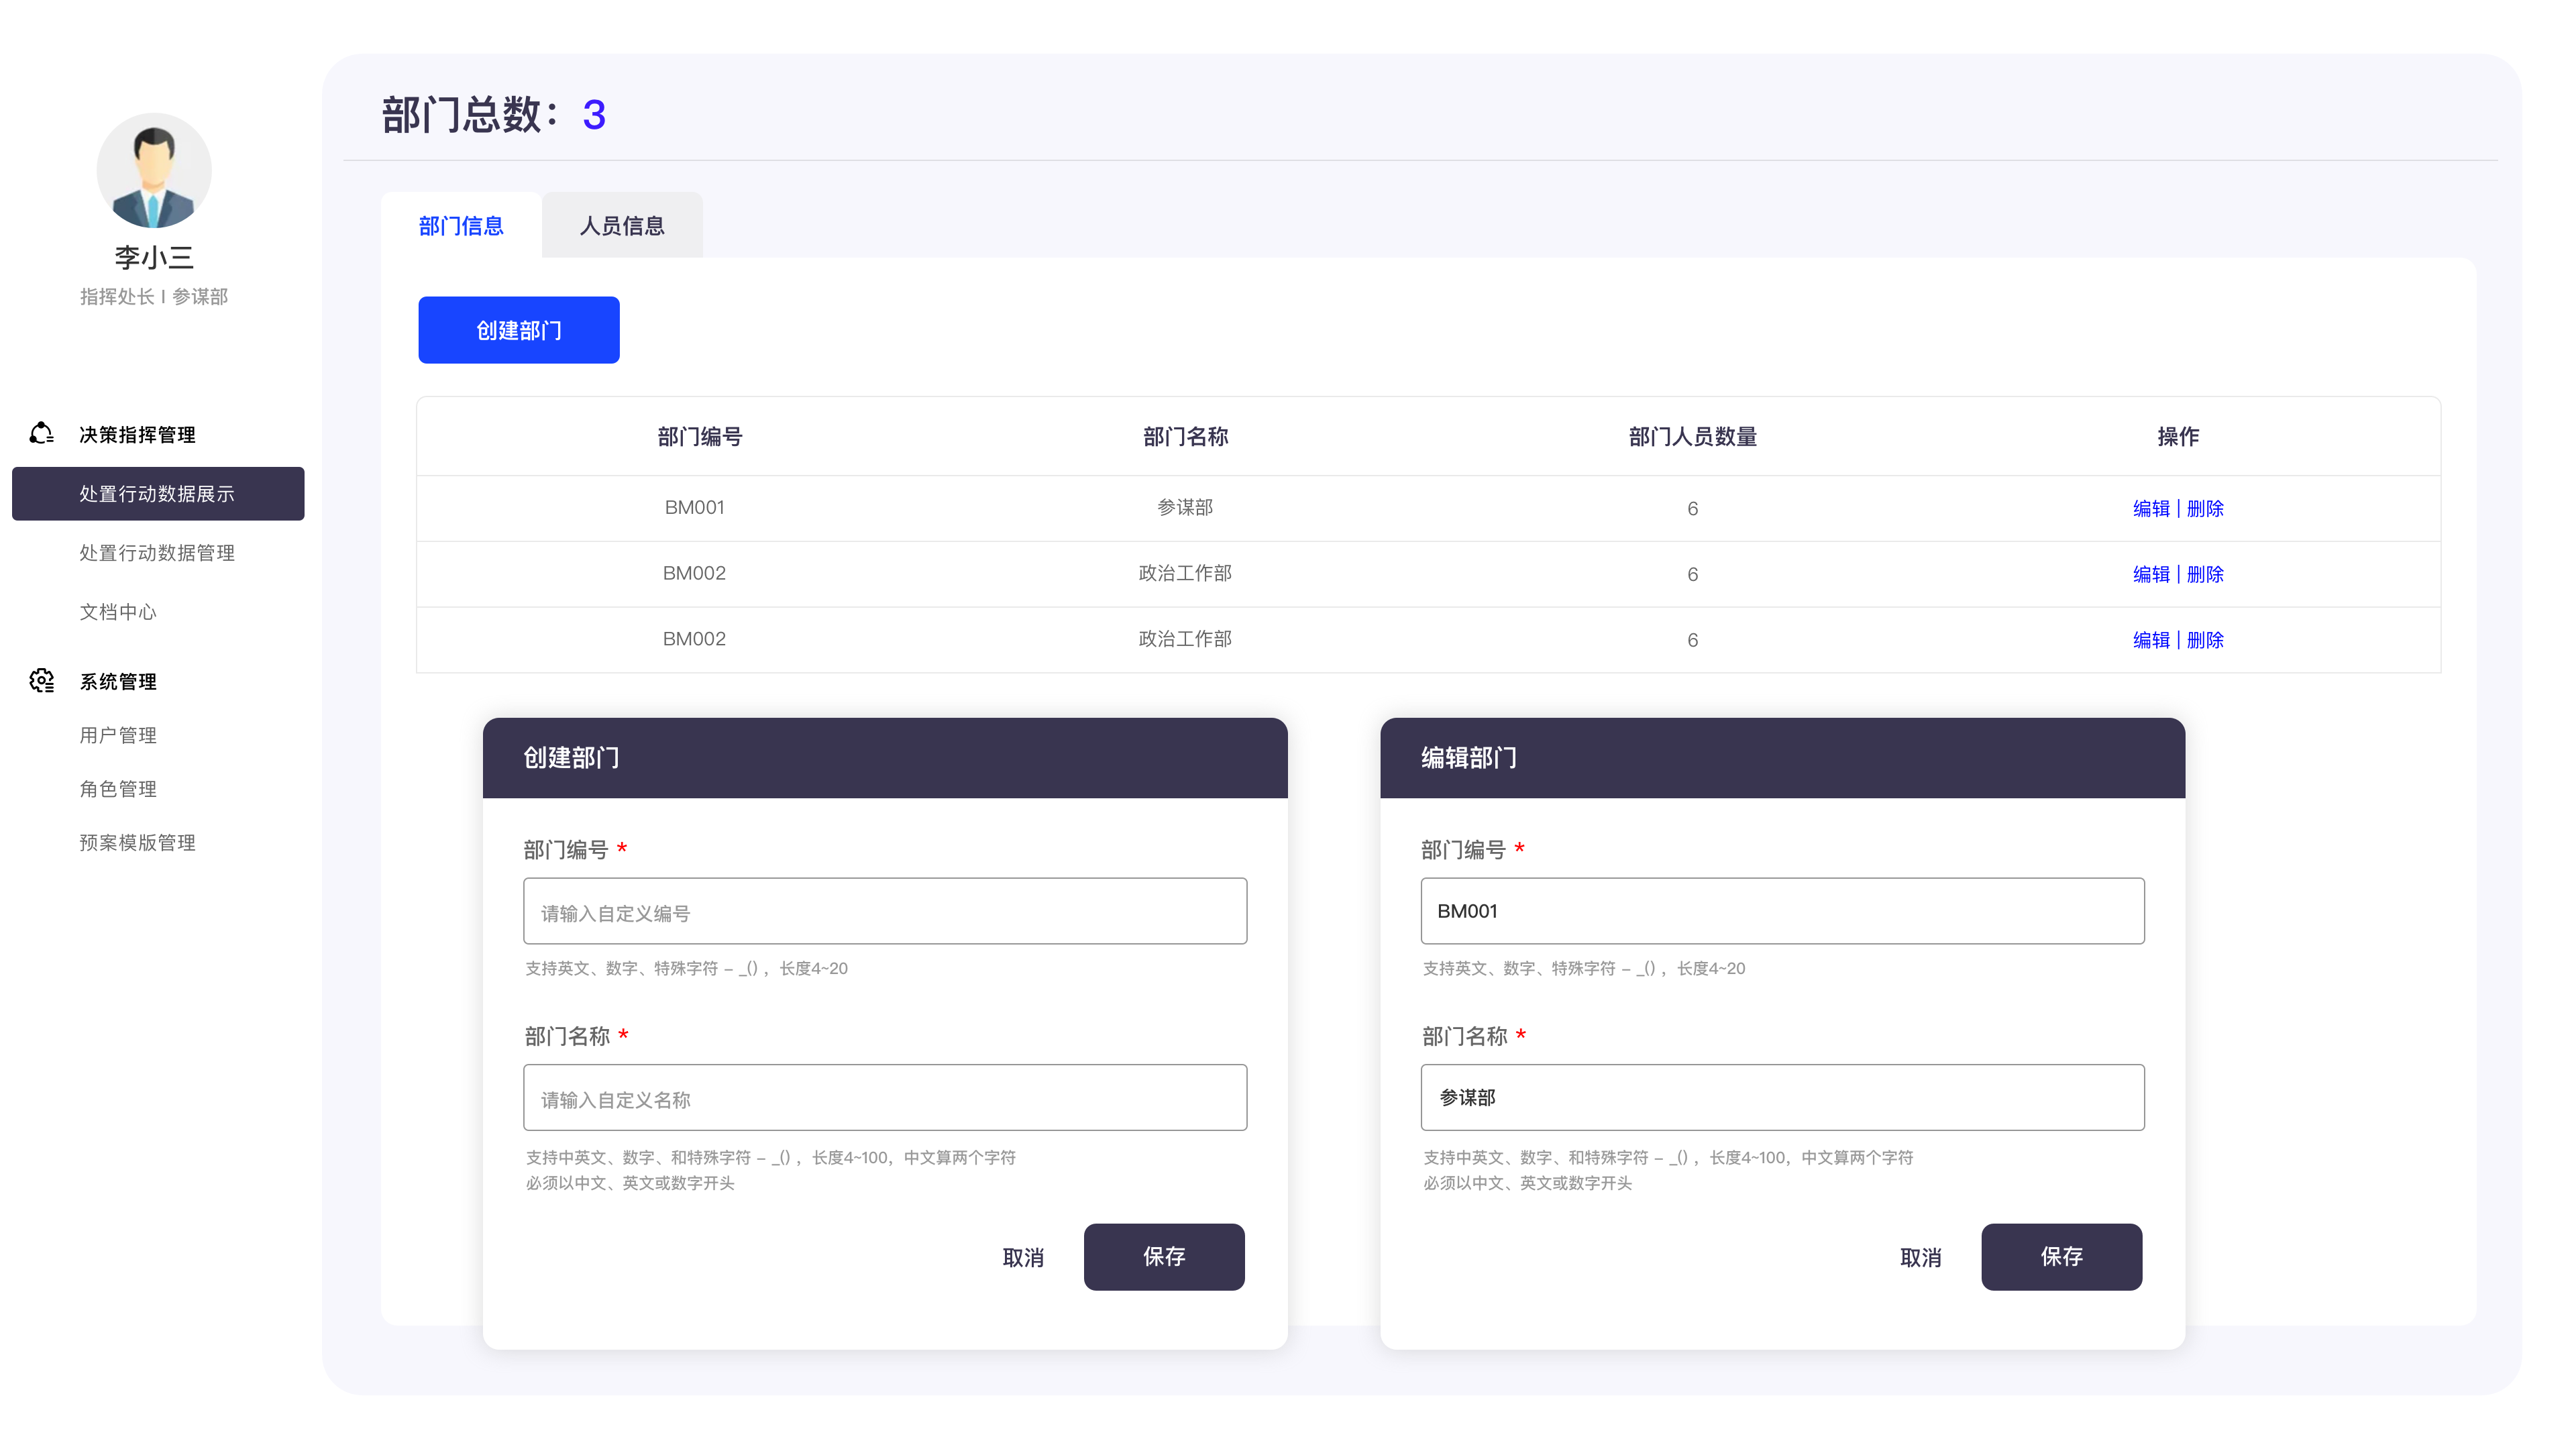 李小三
指挥处长 I 参谋部
决策指挥管理
处置行动数据展示
处置行动数据管理
文档中心
系统管理
用户管理
角色管理
预案模版管理
部门总数：3
部门信息 人员信息
创建部门
部门编号 部门名称 部门人员数量 操作
BM001 参谋部 6 编辑 | 删除
BM002 政治工作部 6 编辑 | 删除
BM002 政治工作部 6 编辑 | 删除
创建部门
部门编号 *
请输入自定义编号
支持英文、数字、特殊字符 – _() ，长度4~20
部门名称 *
请输入自定义名称
支持中英文、数字、和特殊字符 – _() ，长度4~100，中文算两个字符
必须以中文、英文或数字开头
取消 保存
编辑部门
部门编号 *
BM001
支持英文、数字、特殊字符 – _() ，长度4~20
部门名称 *
参谋部
支持中英文、数字、和特殊字符 – _() ，长度4~100，中文算两个字符
必须以中文、英文或数字开头
取消 保存